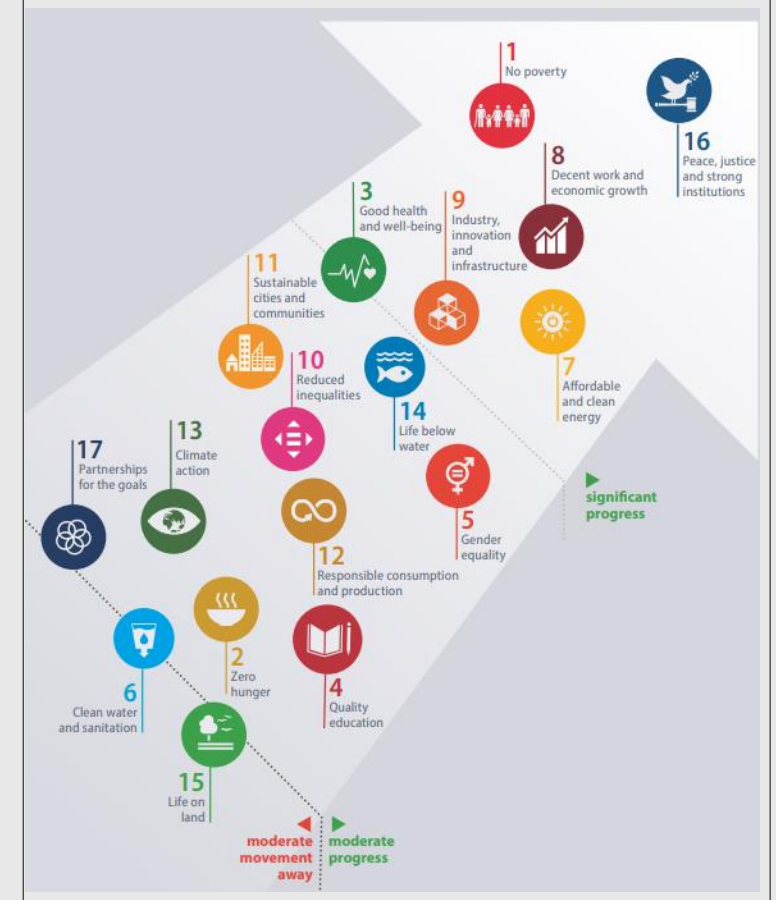 1
No poverty
16
Peace, justice
and strong
institutions
8
Decent work and
economic growth
3
Good health
and well-being
9
Industry,
innovation
and
infrastructure
11
Sustainable
cities and
communities
7
Affordable
and clean
energy
10
Reduced
inequalities
14
Life below
water
13
Climate
action
17
Partnerships
for the goals
significant
progress
5
Gender
equality
12
Responsible consumption
and production
2
Zero
hunger
4
Quality
education
6
Clean water
and sanitation
15
Life on
land
moderate
movement
away
moderate
progress